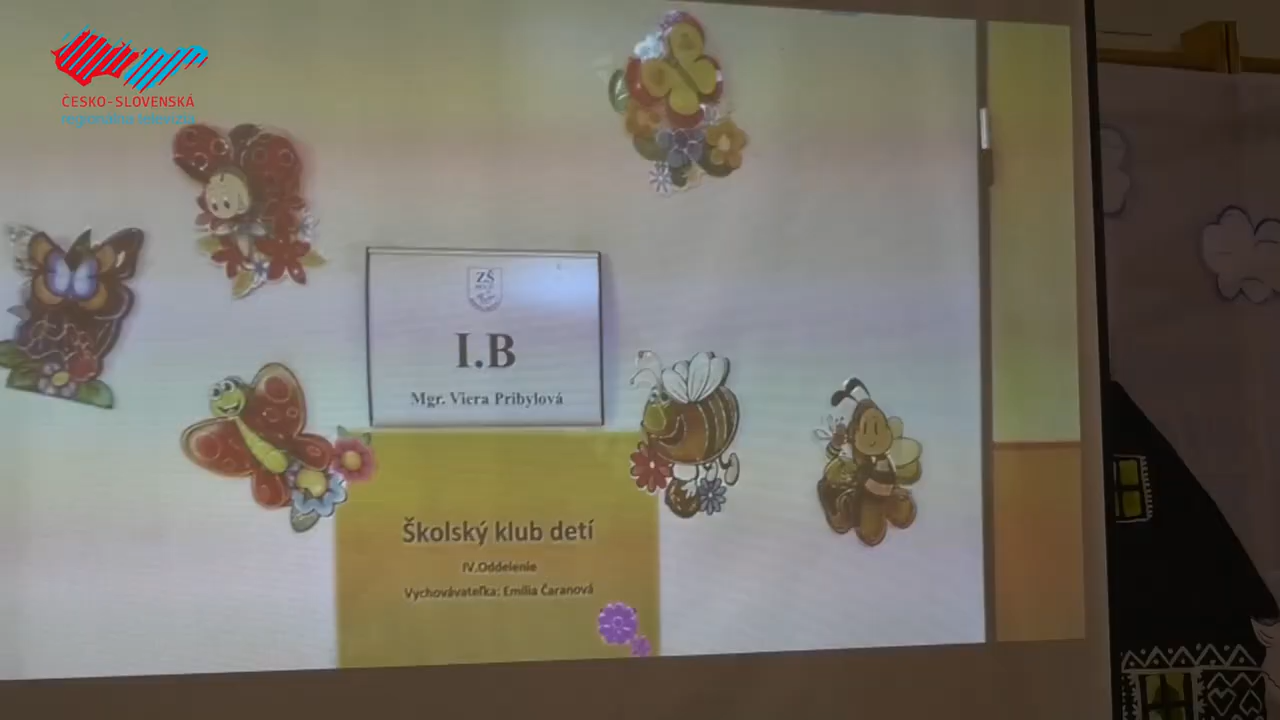 ČESKO-SLOVENSKÁ
regionálna televízia
ZŠ
I.B
Mgr. Viera Pribylová
Školský klub detí
IV.Oddelenie
Vychovávateľka: Emília Čaranová